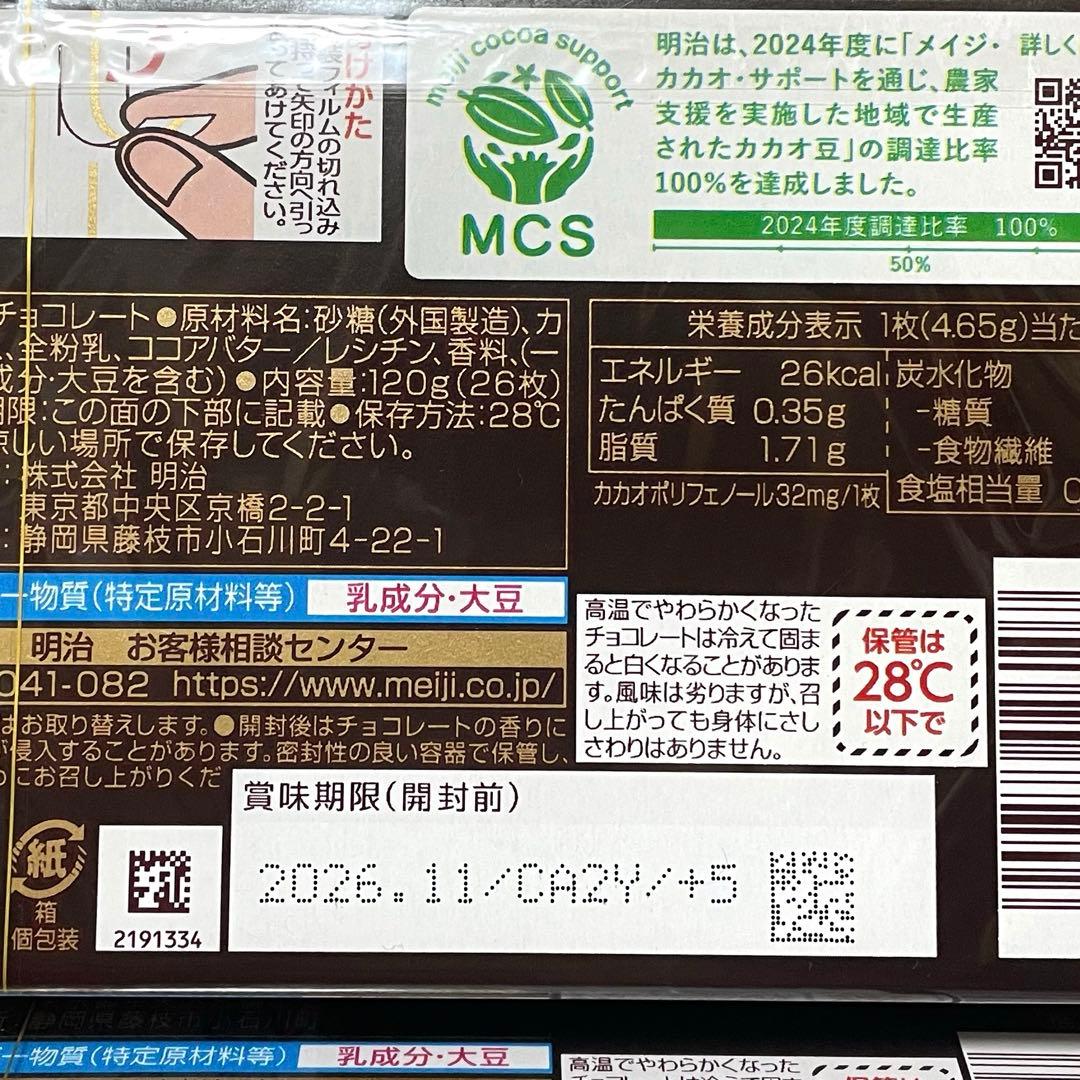 けかた
フィルムの切れ込み
矢印の方向へ引っ
てあけてください。
meiji cocoa support
MCS
明治は、2024年度に「メイジ・
カカオ・サポートを通じ、農家
支援を実施した地域で生産
されたカカオ豆」の調達比率
100%を達成しました。
詳しく
2024年度調達比率 100%
50%
チョコレート●原材料名:砂糖(外国製造)、カ
全粉乳、ココアバター/レシチン、香料、(一
成分・大豆を含む)●内容量:120g(26枚)
期限:この面の下部に記載●保存方法:28℃
涼しい場所で保存してください。
:株式会社 明治
東京都中央区京橋2-2-1
:静岡県藤枝市小石川町4-22-1
栄養成分表示 1枚(4.65g)当た
エネルギー 26kcal 炭水化物
たんぱく質 0.35g -糖質
脂質 1.71g -食物繊維
カカオポリフェノール32mg/1枚 食塩相当量 0
ー物質(特定原材料等) 乳成分・大豆
明治 お客様相談センター
041-082 https://www.meiji.co.jp/
はお取り替えします。●開封後はチョコレートの香りに
侵入することがあります。密封性の良い容器で保管し、
にお召し上がりくだ
高温でやわらかくなった
チョコレートは冷えて固ま
ると白くなることがありま
す。風味は劣りますが、召
し上がっても身体にさし
さわりはありません。
保管は
28℃
以下で
賞味期限(開封前)
2026.11/CA2Y/+5
紙
箱
個包装
2191334
静岡県藤枝市小石川町
ー物質(特定原材料等) 乳成分・大豆
高温でやわらかくなった